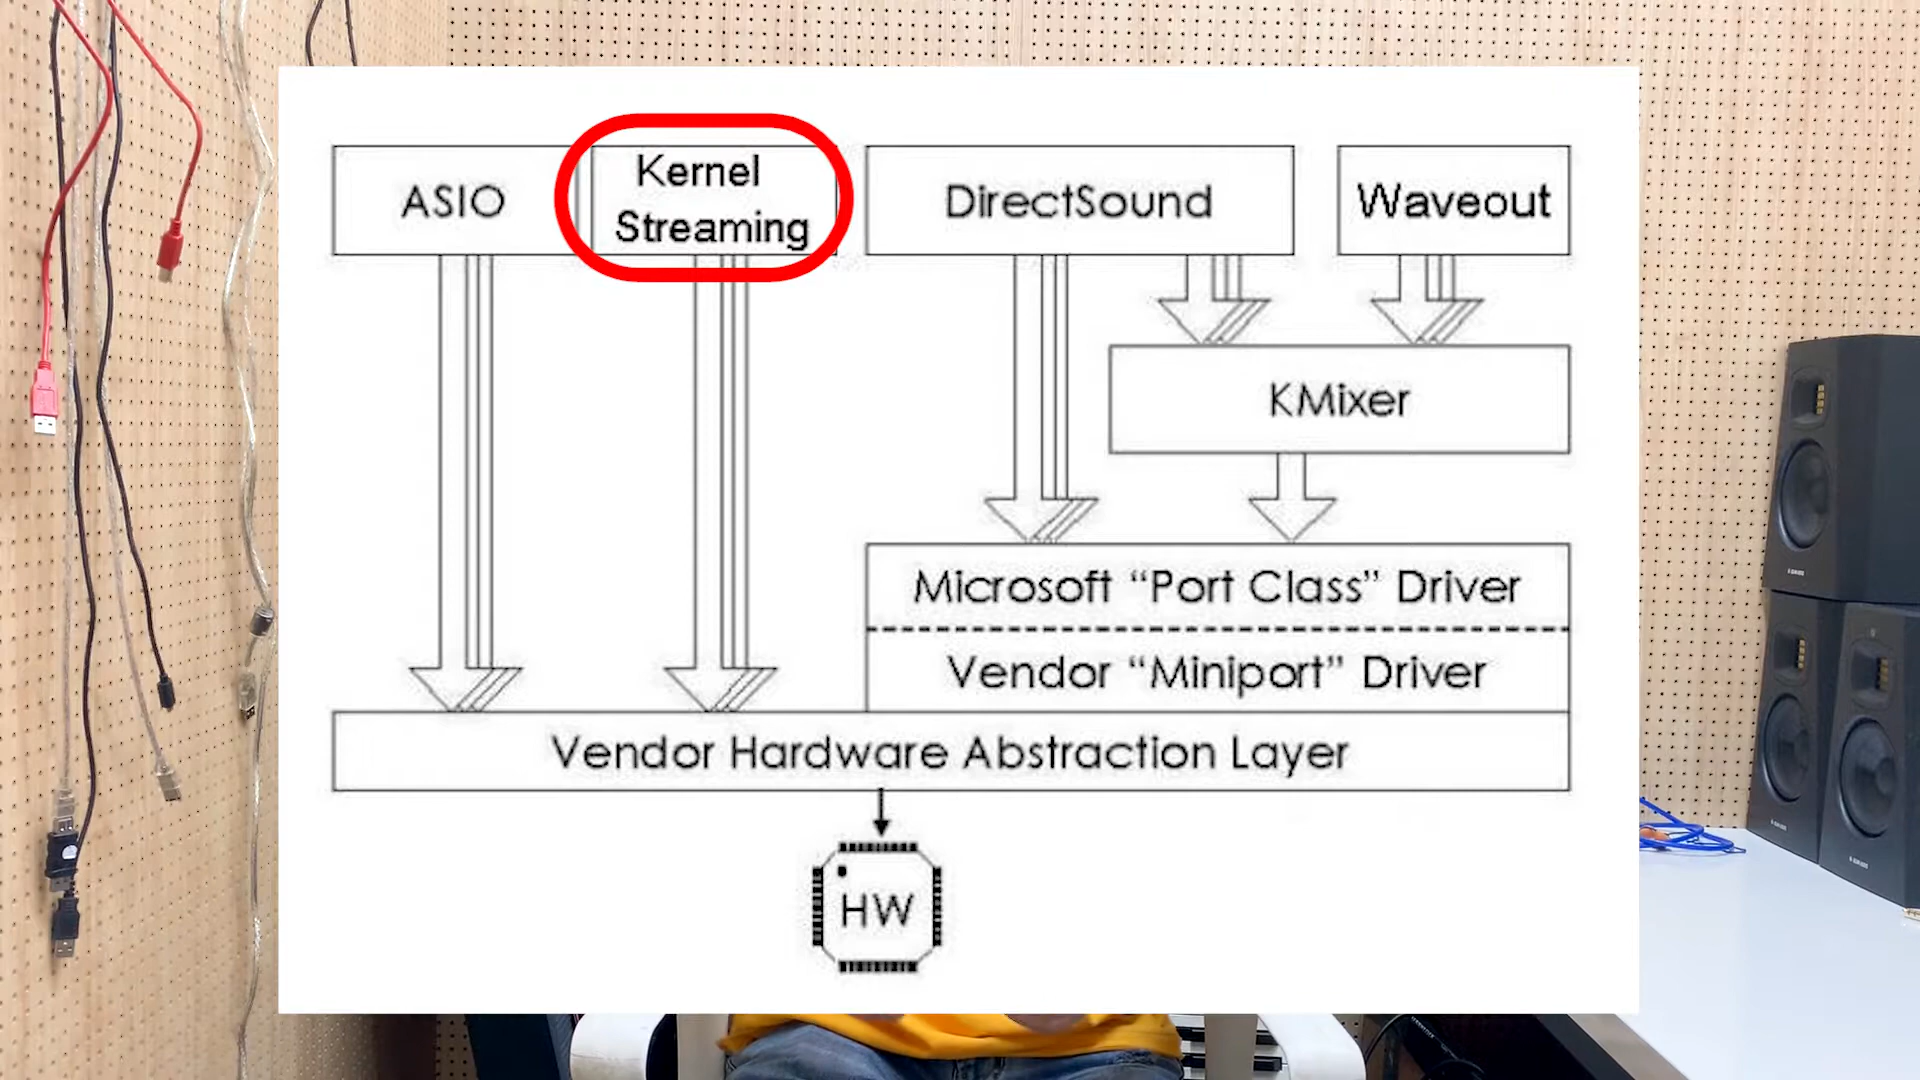 ASIO
Kernel
Streaming
DirectSound
Waveout
KMixer
Microsoft “Port Class” Driver
Vendor “Miniport” Driver
Vendor Hardware Abstraction Layer
HW